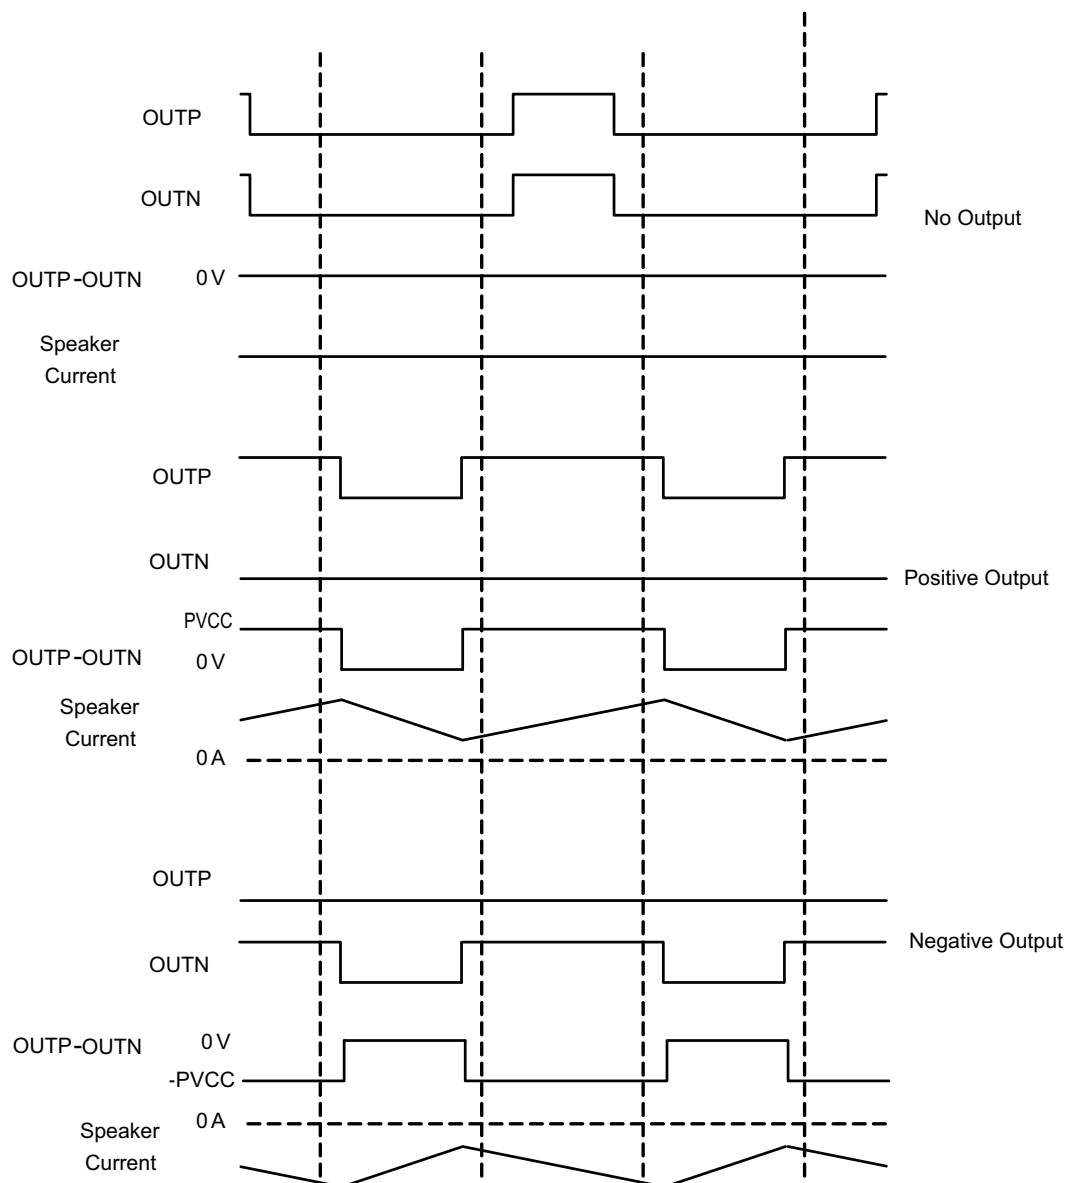 OUTP
OUTN
No Output
OUTP-OUTN 0 V
Speaker
Current
OUTP
OUTN
Positive Output
PVCC
OUTP-OUTN 0 V
Speaker
Current
0 A
OUTP
Negative Output
OUTN
OUTP-OUTN 0 V
-PVCC
0 A
Speaker
Current